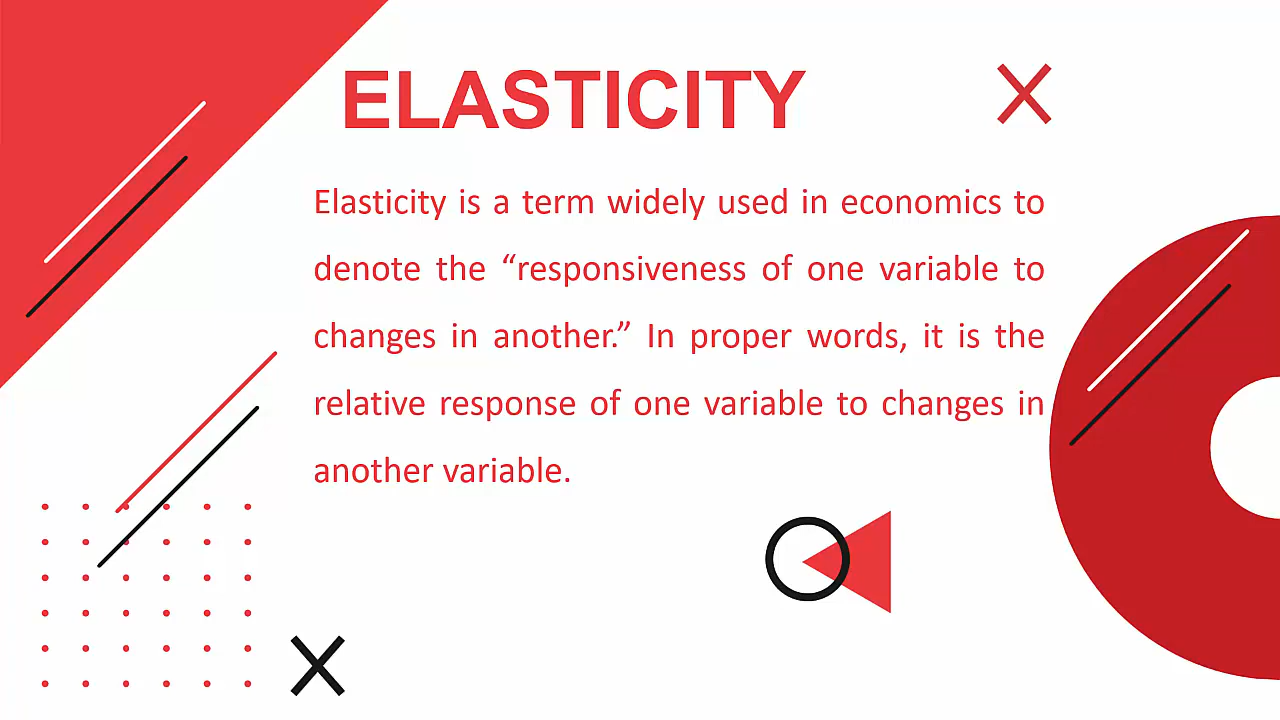 ELASTICITY
Elasticity is a term widely used in economics to
denote the “responsiveness of one variable to
changes in another.” In proper words, it is the
relative response of one variable to changes in
another variable.